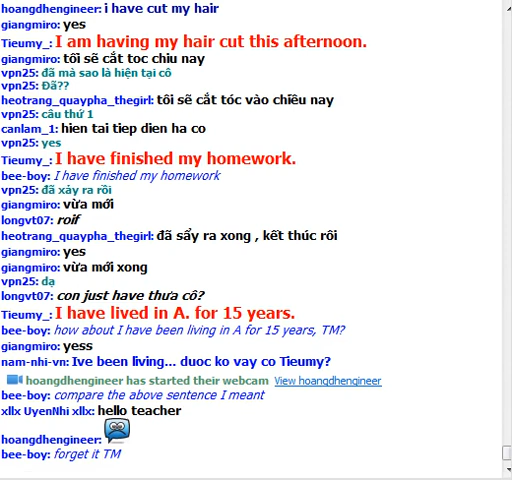 hoangdhengineer: i have cut my hair
giangmiro: yes
Tieumy_: I am having my hair cut this afternoon.
giangmiro: tôi sẽ cắt toc chiu nay
vpn25: đã mà sao là hiện tại cô
vpn25: Đã??
heotrang_quaypha_thegirl: tôi sẽ cắt tóc vào chiều nay
vpn25: câu thứ 1
canlam_1: hien tai tiep dien ha co
vpn25: yes
Tieumy_: I have finished my homework.
bee-boy: I have finished my homework
vpn25: đã xảy ra rồi
giangmiro: vừa mới
longvt07: roif
heotrang_quaypha_thegirl: đã sẩy ra xong , kết thúc rôi
giangmiro: yes
giangmiro: vừa mới xong
vpn25: dạ
longvt07: con just have thưa cô?
Tieumy_: I have lived in A. for 15 years.
bee-boy: how about I have been living in A for 15 years, TM?
giangmiro: yess
nam-nhi-vn: Ive been living... duoc ko vay co Tieumy?
hoangdhengineer has started their webcam View hoangdhengineer
bee-boy: compare the above sentence I meant
xllx UyenNhi xllx: hello teacher
hoangdhengineer:
bee-boy: forget it TM